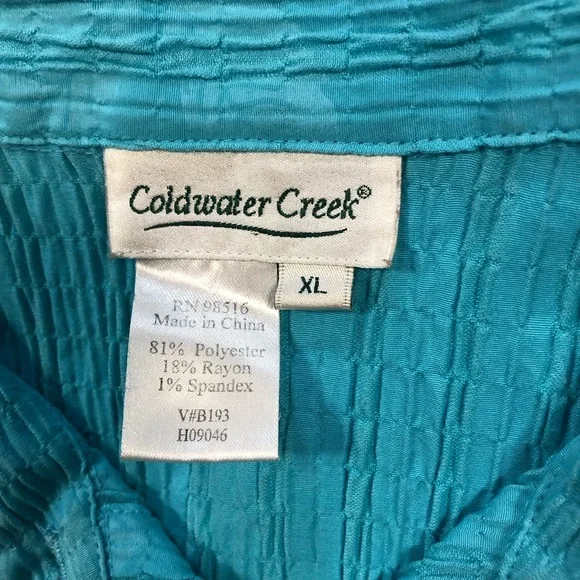 Coldwater Creek®
XL
RN 98516
Made in China
81% Polyester
18% Rayon
1% Spandex
V#B193
H09046